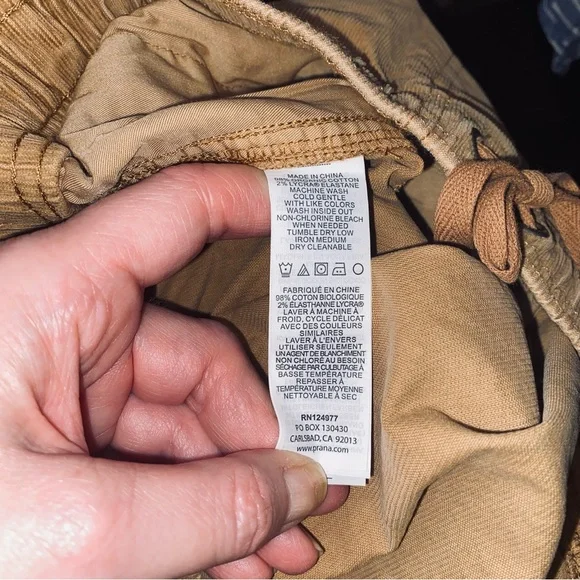 MADE IN CHINA
98% ORGANIC COTTON
2% LYCRA® ELASTANE
MACHINE WASH
COLD GENTLE
WITH LIKE COLORS
WASH INSIDE OUT
NON-CHLORINE BLEACH
WHEN NEEDED
TUMBLE DRY LOW
IRON MEDIUM
DRY CLEANABLE
FABRIQUÉ EN CHINE
98% COTON BIOLOGIQUE
2% ÉLASTHANNE LYCRA®
LAVER À MACHINE À
FROID, CYCLE DÉLICAT
AVEC DES COULEURS
SIMILAIRES
LAVER À L'ENVERS
UTILISER SEULEMENT
UN AGENT DE BLANCHIMENT
NON CHLORÉ AU BESOIN
SÉCHAGE PAR CULBUTAGE À
BASSE TEMPÉRATURE
REPASSER À
TEMPÉRATURE MOYENNE
NETTOYABLE À SEC
RN124977
PO BOX 130430
CARLSBAD, CA 92013
www.prana.com